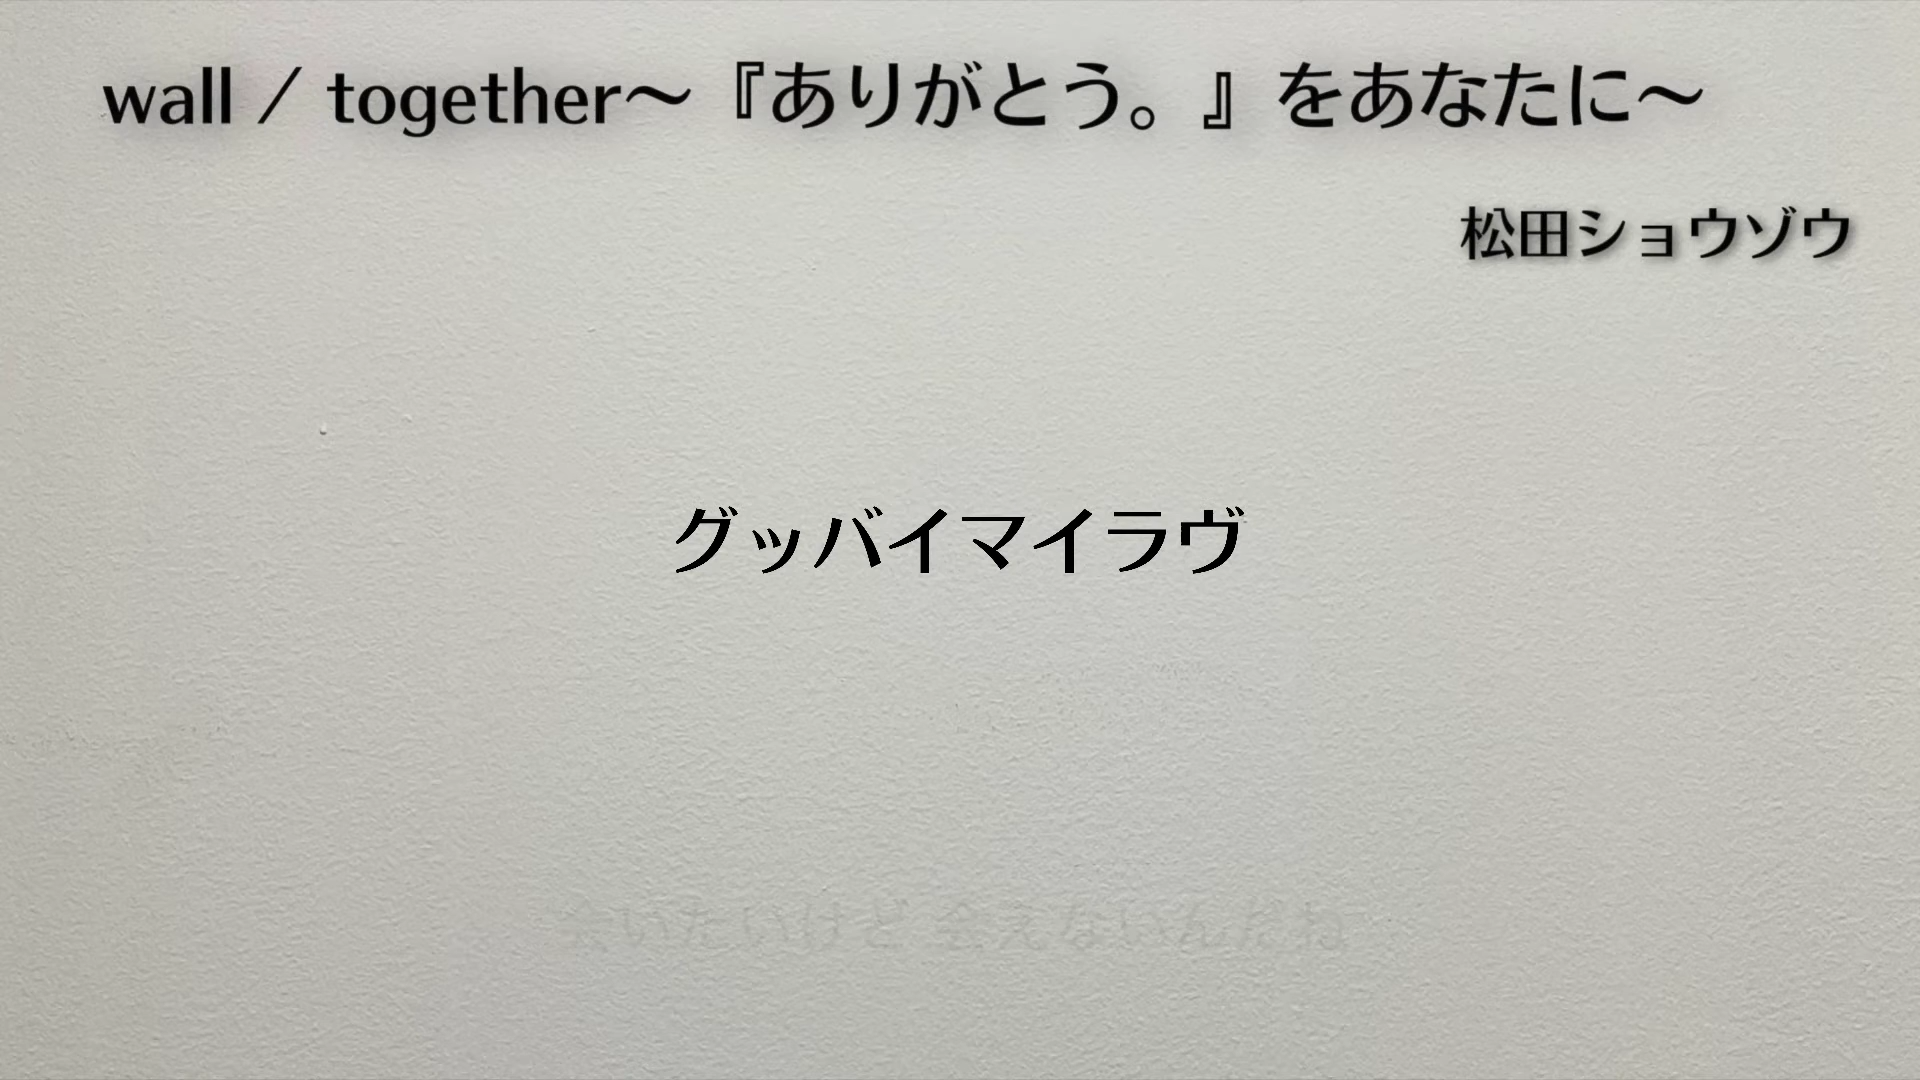 wall / together〜『ありがとう。』をあなたに〜
松田ショウゾウ
グッバイマイラヴ
会いたいけど 会えないんだね